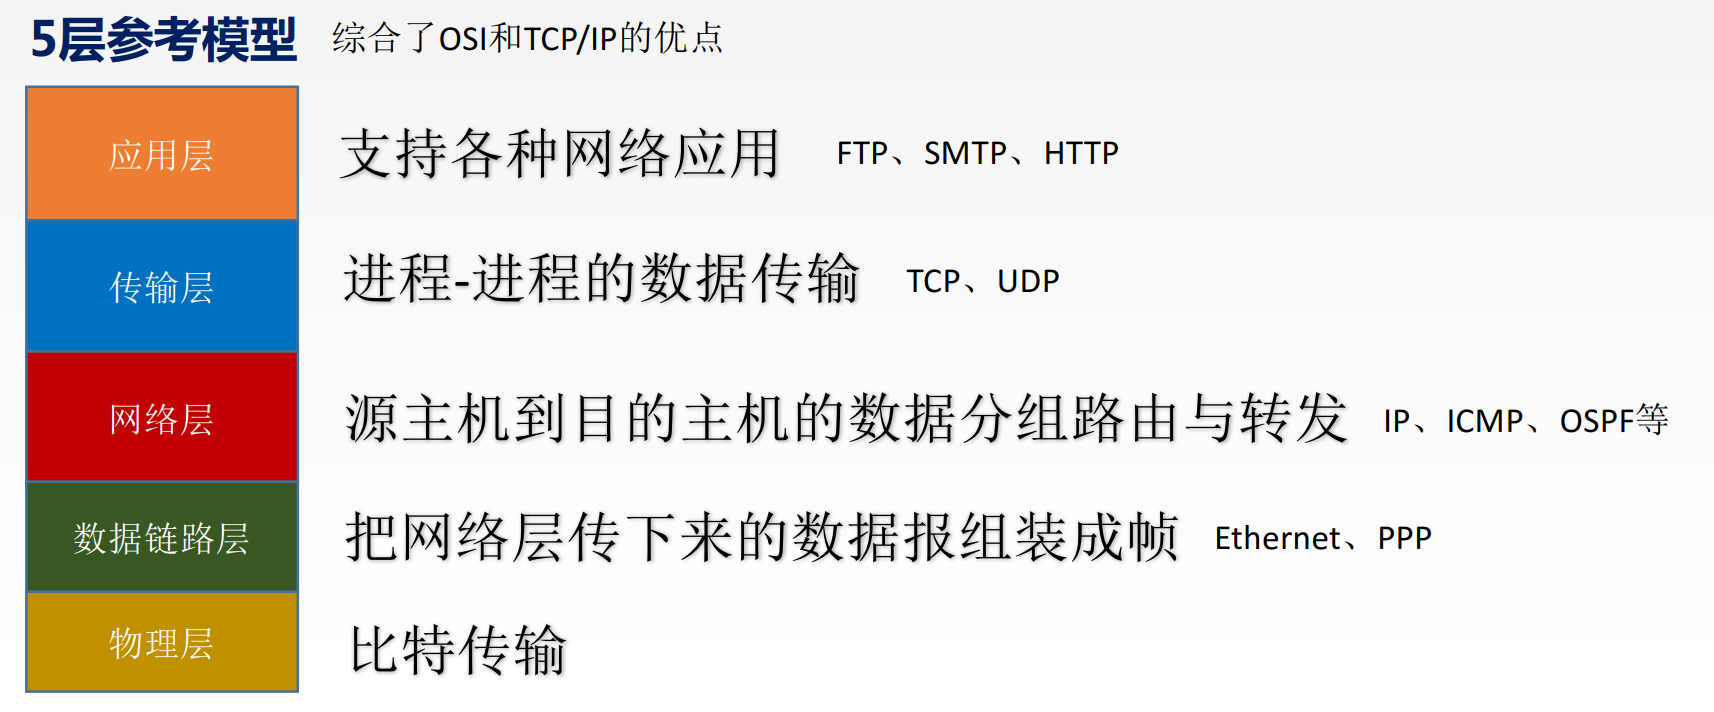 5层参考模型 综合了OSI和TCP/IP的优点
应用层 支持各种网络应用 FTP、SMTP、HTTP
传输层 进程-进程的数据传输 TCP、UDP
网络层 源主机到目的主机的数据分组路由与转发 IP、ICMP、OSPF等
数据链路层 把网络层传下来的数据报组装成帧 Ethernet、PPP
物理层 比特传输